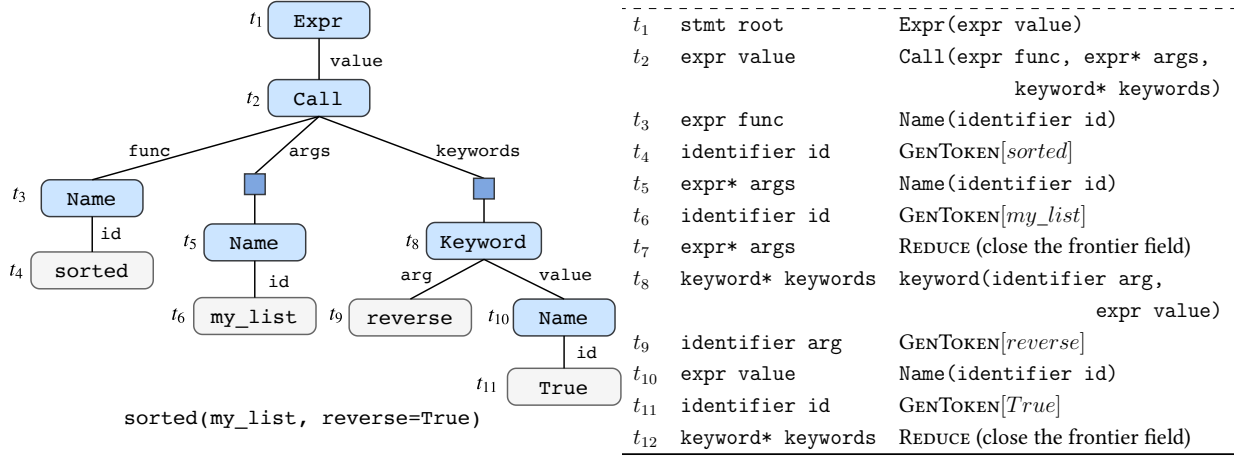 t1 Expr
value
t2 Call
func args keywords
t3 Name
id
t4 sorted
t5 Name
id
t6 my_list
t8 Keyword
arg value
t9 reverse
t10 Name
id
t11 True
sorted(my_list, reverse=True)
t1 stmt root Expr(expr value)
t2 expr value Call(expr func, expr* args,
keyword* keywords)
t3 expr func Name(identifier id)
t4 identifier id GENTOKEN[sorted]
t5 expr* args Name(identifier id)
t6 identifier id GENTOKEN[my_list]
t7 expr* args REDUCE (close the frontier field)
t8 keyword* keywords keyword(identifier arg,
expr value)
t9 identifier arg GENTOKEN[reverse]
t10 expr value Name(identifier id)
t11 identifier id GENTOKEN[True]
t12 keyword* keywords REDUCE (close the frontier field)